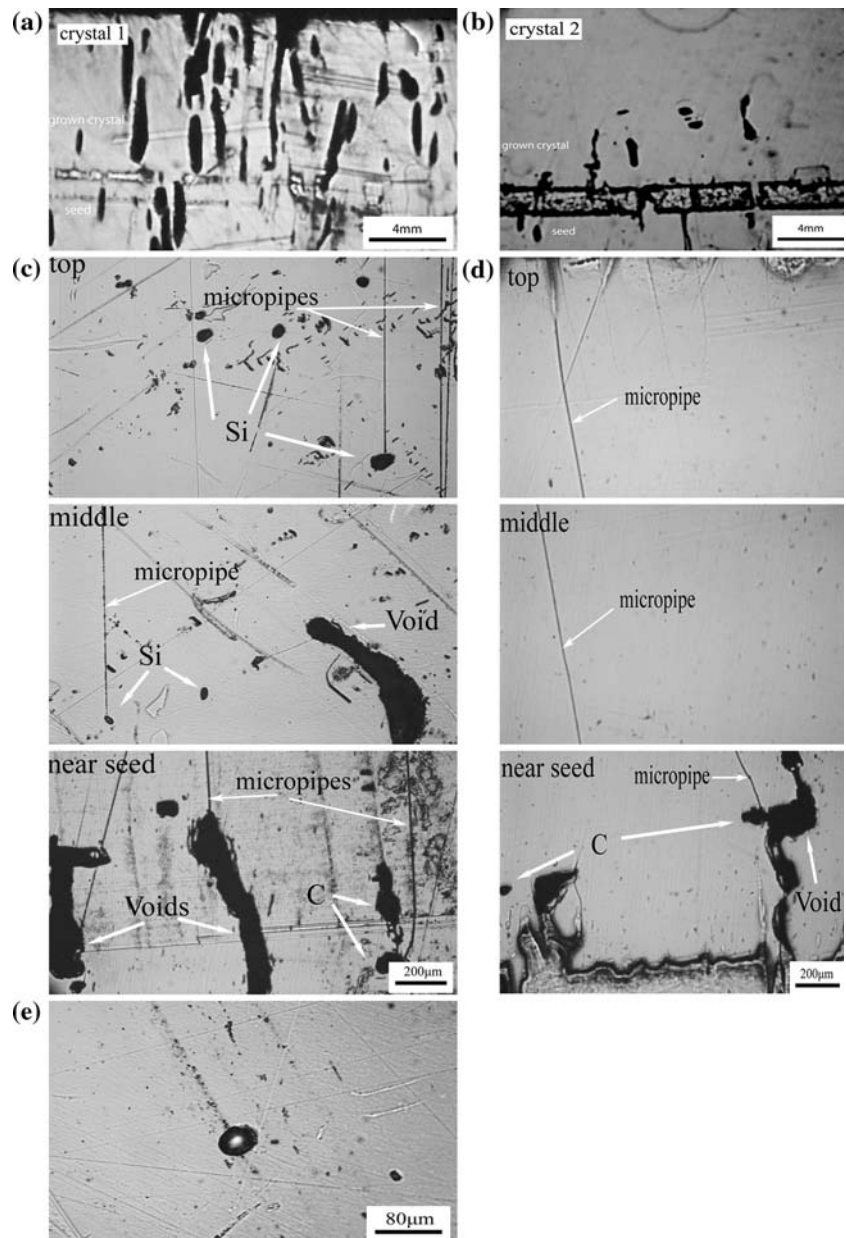 (a)
crystal 1
grown crystal
seed
4mm
(b)
crystal 2
grown crystal
seed
4mm
(c)
top
micropipes
Si
middle
micropipe
Void
Si
near seed
micropipes
Voids
C
200μm
(d)
top
micropipe
middle
micropipe
near seed
micropipe
C
Void
200μm
(e)
80μm